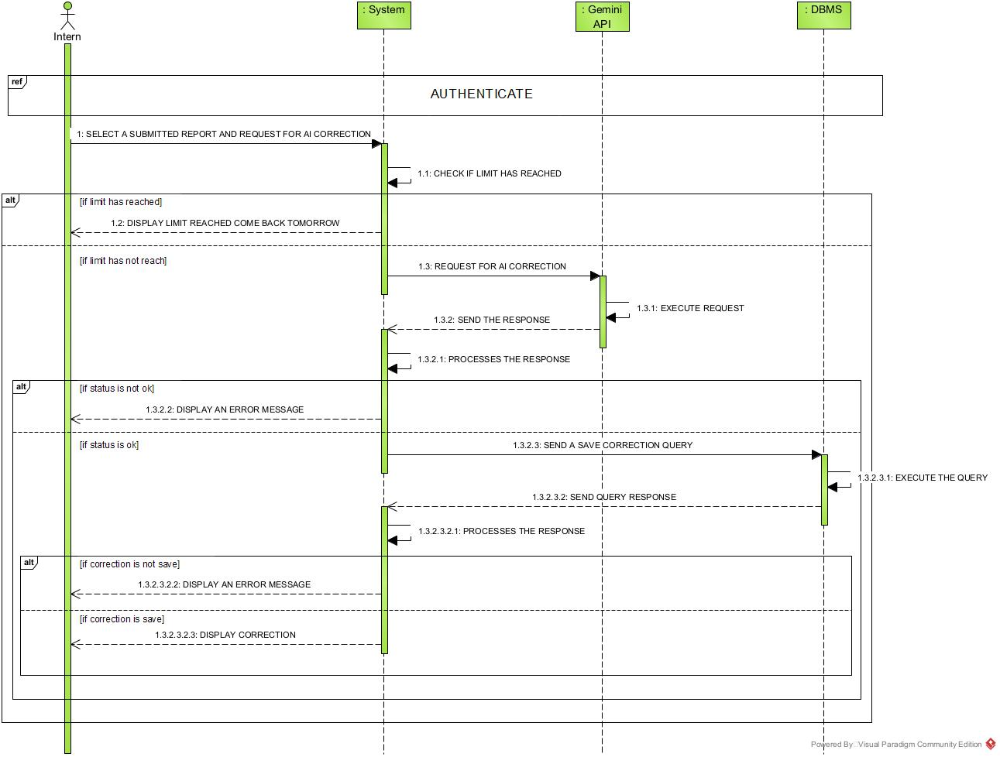 Intern
: System
: Gemini
API
: DBMS
ref
AUTHENTICATE
1: SELECT A SUBMITTED REPORT AND REQUEST FOR AI CORRECTION
1.1: CHECK IF LIMIT HAS REACHED
alt
[if limit has reached]
1.2: DISPLAY LIMIT REACHED COME BACK TOMORROW
[if limit has not reach]
1.3: REQUEST FOR AI CORRECTION
1.3.1: EXECUTE REQUEST
1.3.2: SEND THE RESPONSE
1.3.2.1: PROCESSES THE RESPONSE
alt
[if status is not ok]
1.3.2.2: DISPLAY AN ERROR MESSAGE
[if status is ok]
1.3.2.3: SEND A SAVE CORRECTION QUERY
1.3.2.3.1: EXECUTE THE QUERY
1.3.2.3.2: SEND QUERY RESPONSE
1.3.2.3.2.1: PROCESSES THE RESPONSE
alt
[if correction is not save]
1.3.2.3.2.2: DISPLAY AN ERROR MESSAGE
[if correction is save]
1.3.2.3.2.3: DISPLAY CORRECTION
Powered By Visual Paradigm Community Edition